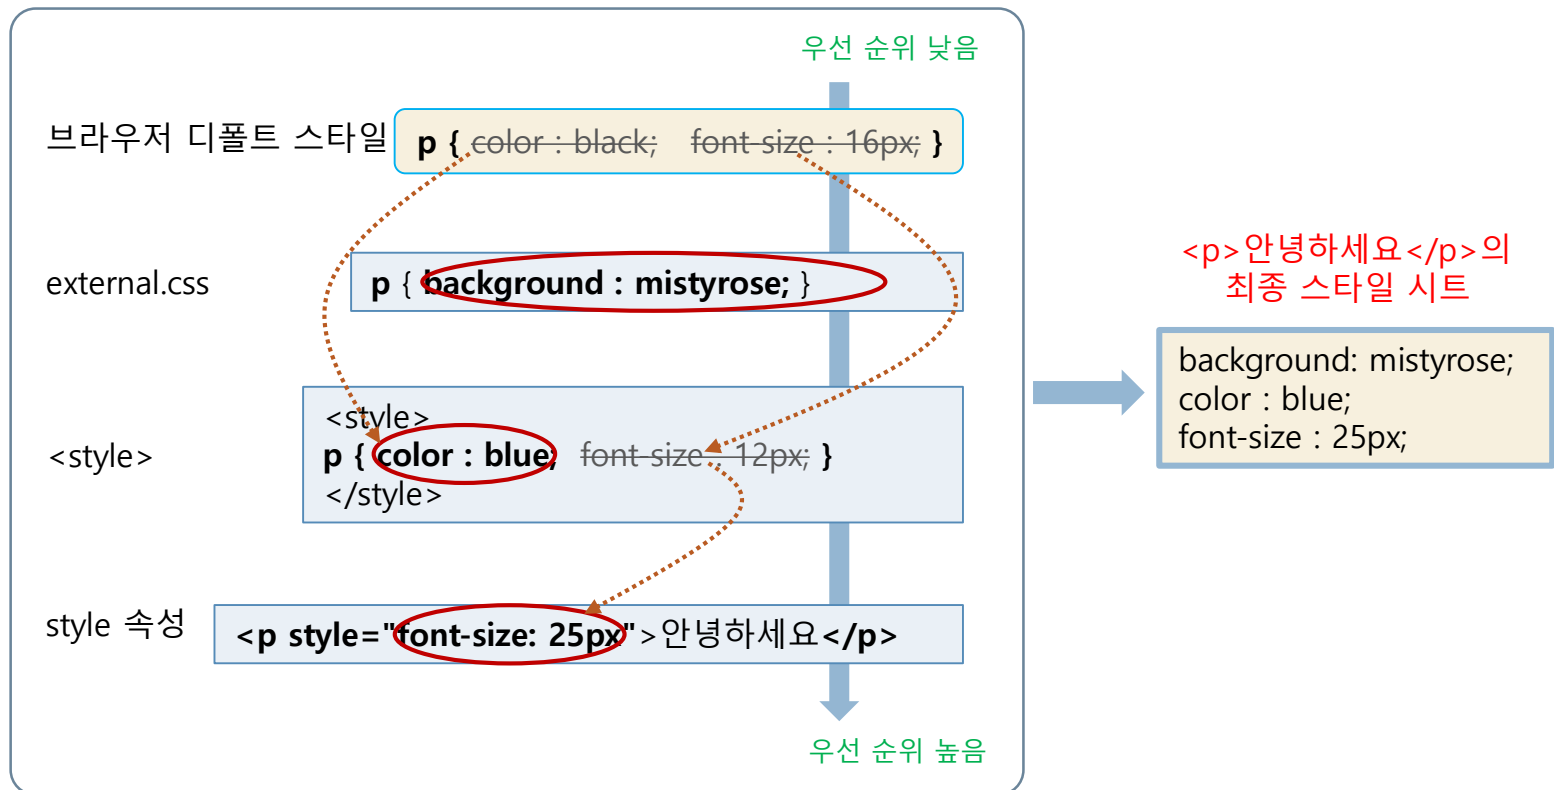 우선 순위 낮음
브라우저 디폴트 스타일
p { color : black; font-size : 16px; }
external.css
p { background : mistyrose; }
<style>
<style>
p { color : blue; font-size : 12px; }
</style>
style 속성
<p style="font-size: 25px">안녕하세요</p>
우선 순위 높음
<p>안녕하세요</p>의
최종 스타일 시트
background: mistyrose;
color : blue;
font-size : 25px;